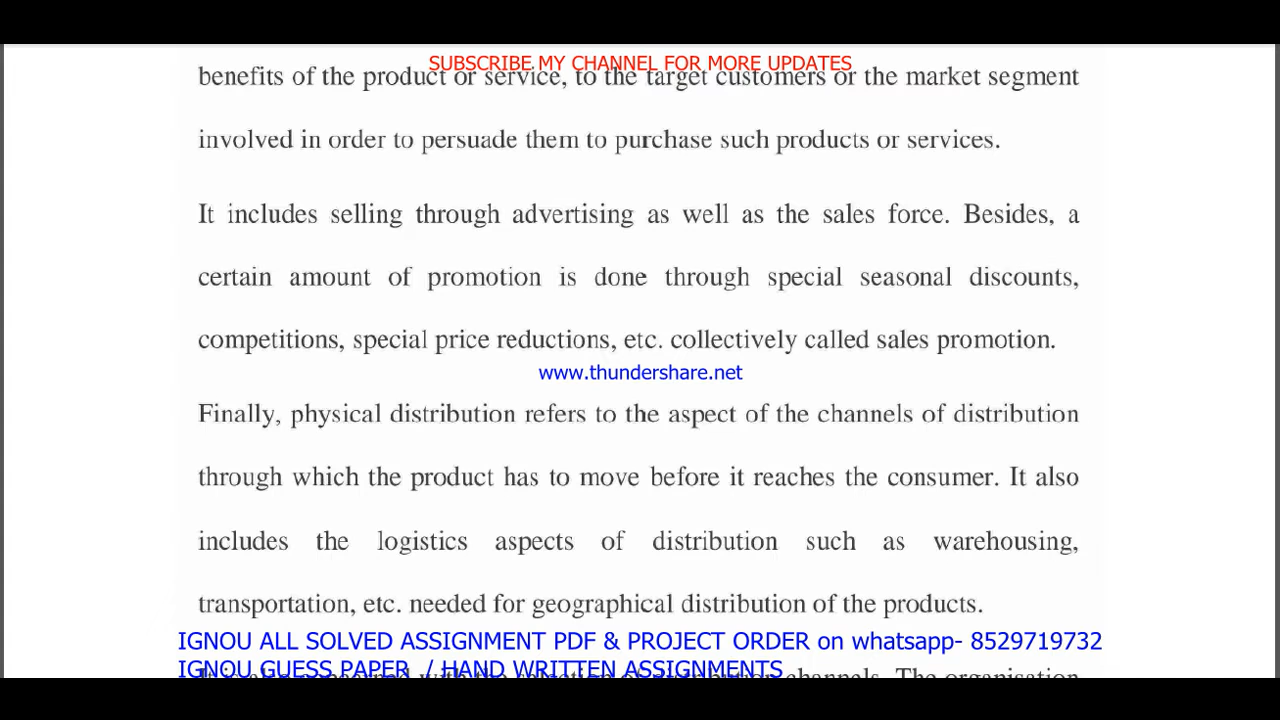 SUBSCRIBE MY CHANNEL FOR MORE UPDATES
benefits of the product or service, to the target customers or the market segment
involved in order to persuade them to purchase such products or services.
It includes selling through advertising as well as the sales force. Besides, a
certain amount of promotion is done through special seasonal discounts,
competitions, special price reductions, etc. collectively called sales promotion.
www.thundershare.net
Finally, physical distribution refers to the aspect of the channels of distribution
through which the product has to move before it reaches the consumer. It also
includes the logistics aspects of distribution such as warehousing,
transportation, etc. needed for geographical distribution of the products.
IGNOU ALL SOLVED ASSIGNMENT PDF & PROJECT ORDER on whatsapp- 8529719732
IGNOU GUESS PAPER / HAND WRITTEN ASSIGNMENTS
channels. The organisation